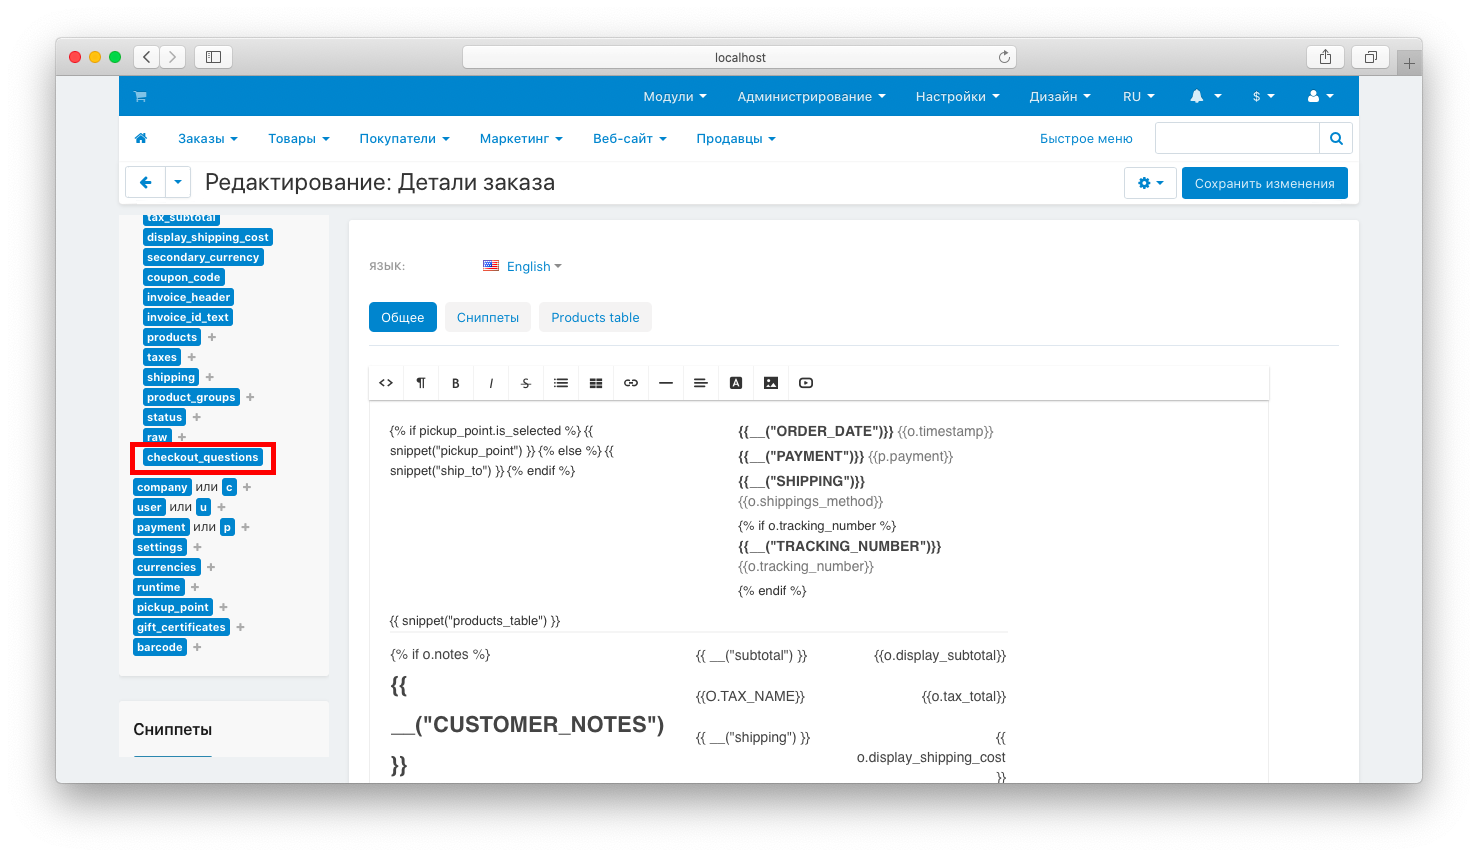 localhost
Модули Администрирование Настройки Дизайн RU $
Заказы Товары Покупатели Маркетинг Веб-сайт Продавцы Быстрое меню
Редактирование: Детали заказа
Сохранить изменения
tax_subtotal
display_shipping_cost
secondary_currency
coupon_code
invoice_header
invoice_id_text
products +
taxes +
shipping +
product_groups +
status +
raw +
checkout_questions
company или c +
user или u +
payment или p +
settings +
currencies +
runtime +
pickup_point +
gift_certificates +
barcode +
Сниппеты
ЯЗЫК:
English
Общее Сниппеты Products table
{% if pickup_point.is_selected %} {{
snippet("pickup_point") }} {% else %} {{
snippet("ship_to") }} {% endif %}
{{__("ORDER_DATE")}} {{o.timestamp}}
{{__("PAYMENT")}} {{p.payment}}
{{__("SHIPPING")}}
{{o.shippings_method}}
{% if o.tracking_number %}
{{__("TRACKING_NUMBER")}}
{{o.tracking_number}}
{% endif %}
{{ snippet("products_table") }}
{% if o.notes %}
{{
__("CUSTOMER_NOTES")
}}
{{ __("subtotal") }} {{o.display_subtotal}}
{{O.TAX_NAME}} {{o.tax_total}}
{{ __("shipping") }} {{
o.display_shipping_cost
}}